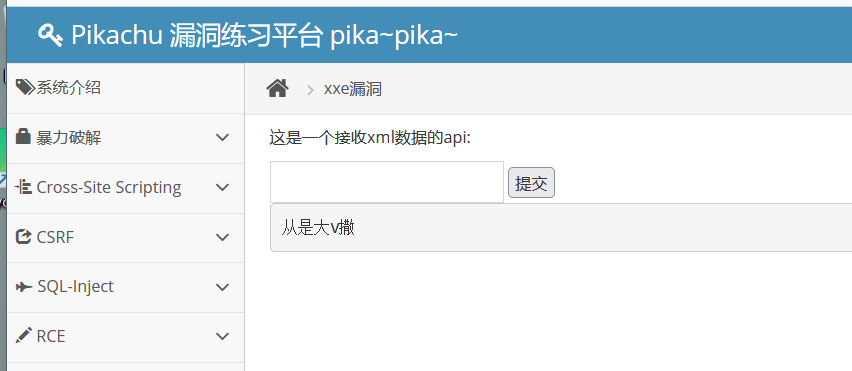 Pikachu 漏洞练习平台 pika~pika~
系统介绍
暴力破解
Cross-Site Scripting
CSRF
SQL-Inject
RCE
xxe漏洞
这是一个接收xml数据的api:
提交
从是大v撒